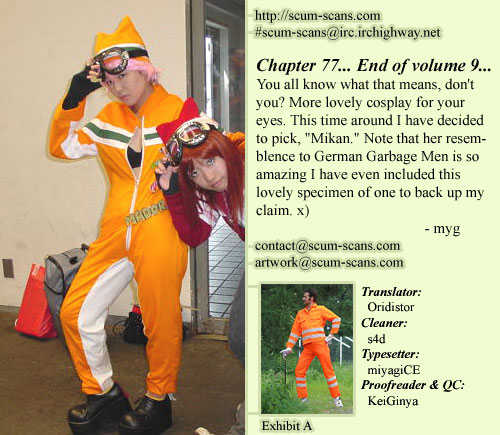 http://scum-scans.com
#scum-scans@irc.irchighway.net
Chapter 77... End of volume 9...
You all know what that means, don't
you? More lovely cosplay for your
eyes. This time around I have decided
to pick, "Mikan." Note that her resem-
blence to German Garbage Men is so
amazing I have even included this
lovely specimen of one to back up my
claim. x)
- myg
contact@scum-scans.com
artwork@scum-scans.com
Translator:
Oridistor
Cleaner:
s4d
Typesetter:
miyagiCE
Proofreader & QC:
KeiGinya
Exhibit A